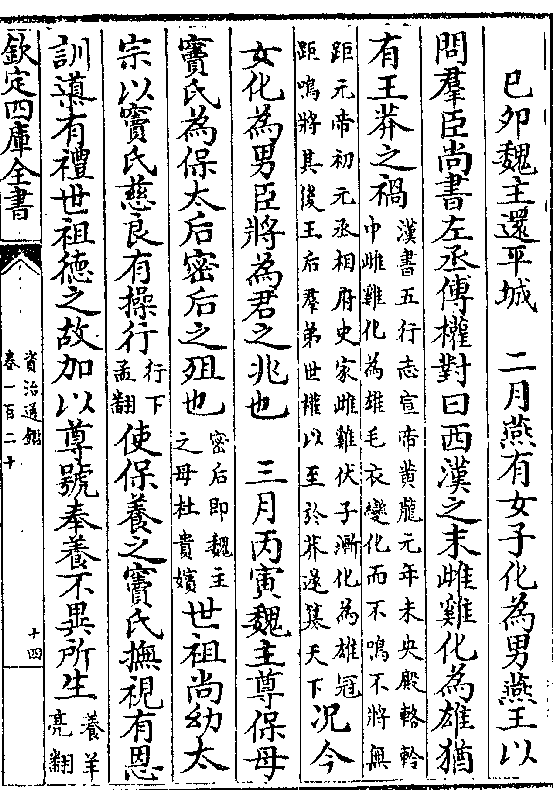 巳卯魏主還平城　二月燕有女子化為男燕王以
問羣臣尚書左丞傅權對曰西漢之末雌雞化為雄猶
有王莽之禍漢書五行志宣帝黄龍元年未央殿輅軨中雌雞化為雄毛衣變化而不鳴不將無
距元帝初元丞相府史家雌雞伏子漸化為雄冠距鳴將其後王后羣弟世權以至於莽遂簒天下况今
女化為男臣將為君之兆也　三月丙寅魏主尊保母
竇氏為保太后密后之殂也密后即魏主之母杜貴嬪世祖尚幼太
宗以竇氏慈良有操行行下孟翻使保養之竇氏撫視有恩
訓導有禮世祖德之故加以尊號奉養不異所生養羊亮翻
欽定四庫全書
資治通鑑
卷一百二十
十四